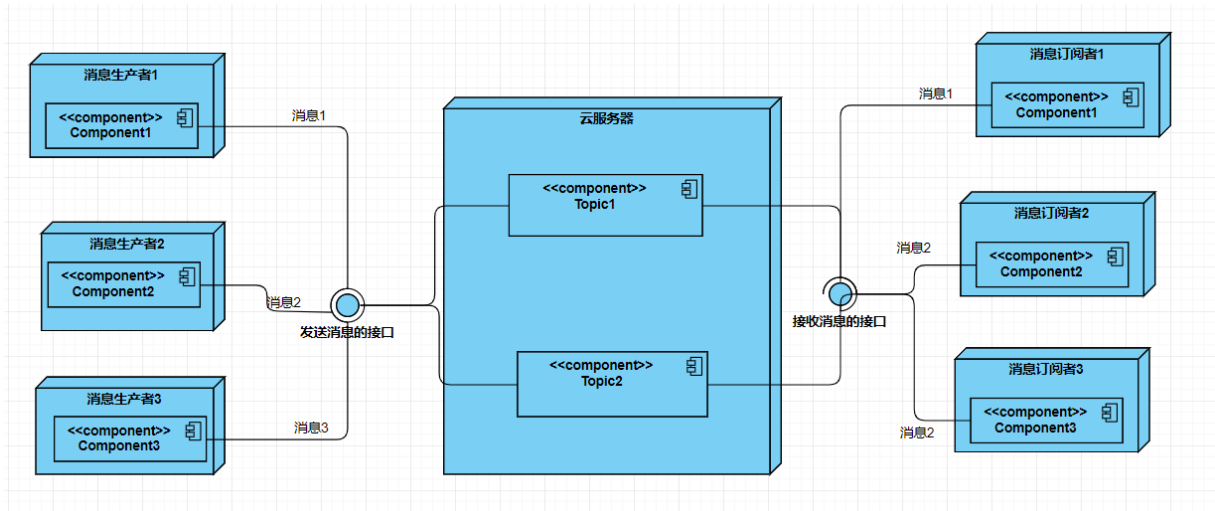 消息生产者1
<<component>>
Component1
消息1
消息生产者2
<<component>>
Component2
消息2
发送消息的接口
消息生产者3
<<component>>
Component3
消息3
云服务器
<<component>>
Topic1
<<component>>
Topic2
接收消息的接口
消息1
消息订阅者1
<<component>>
Component1
消息2
消息订阅者2
<<component>>
Component2
消息2
消息订阅者3
<<component>>
Component3